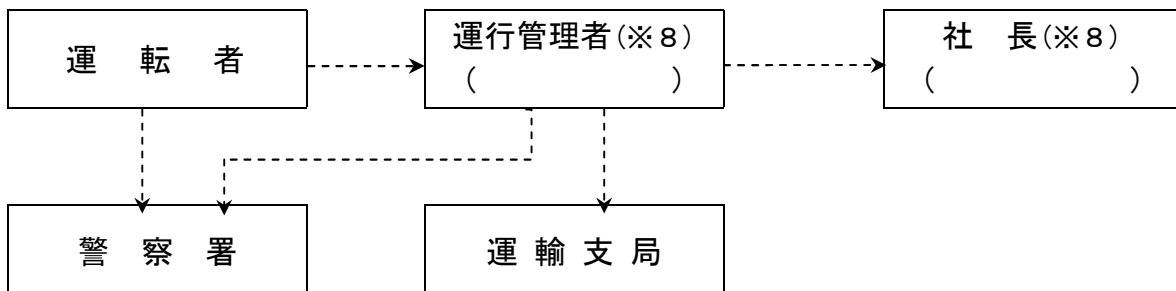 運　転　者
運行管理者(※８)
(　　　　　　)
社　長(※８)
(　　　　　　)
警　察　署
運 輸 支 局